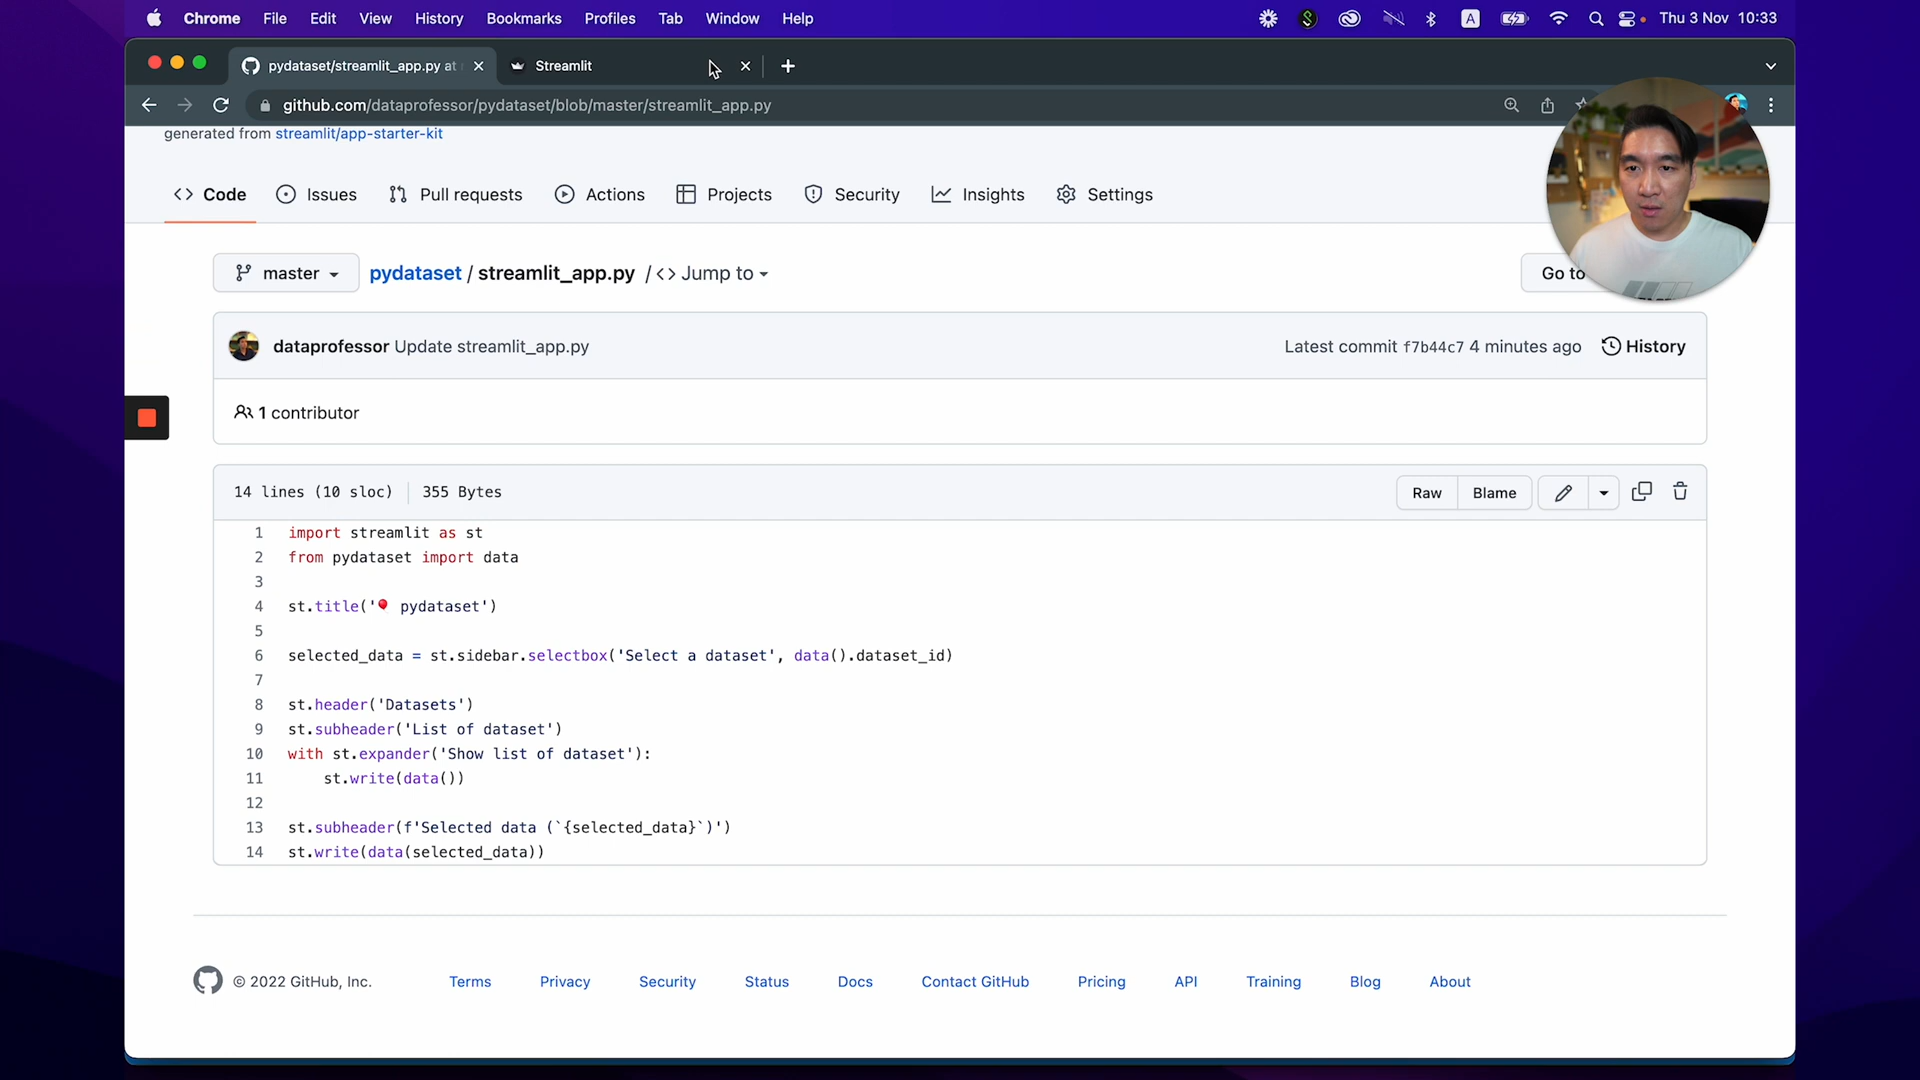 Chrome File Edit View History Bookmarks Profiles Tab Window Help A Thu 3 Nov 10:33
pydataset/streamlit_app.py at Streamlit
github.com/dataprofessor/pydataset/blob/master/streamlit_app.py
generated from streamlit/app-starter-kit
Code Issues Pull requests Actions Projects Security Insights Settings
master pydataset / streamlit_app.py / <> Jump to Go to
dataprofessor Update streamlit_app.py Latest commit f7b44c7 4 minutes ago History
1 contributor
14 lines (10 sloc) 355 Bytes Raw Blame
1 import streamlit as st
2 from pydataset import data
3
4 st.title('🎈 pydataset')
5
6 selected_data = st.sidebar.selectbox('Select a dataset', data().dataset_id)
7
8 st.header('Datasets')
9 st.subheader('List of dataset')
10 with st.expander('Show list of dataset'):
11 st.write(data())
12
13 st.subheader(f'Selected data (`{selected_data}`)')
14 st.write(data(selected_data))
© 2022 GitHub, Inc. Terms Privacy Security Status Docs Contact GitHub Pricing API Training Blog About